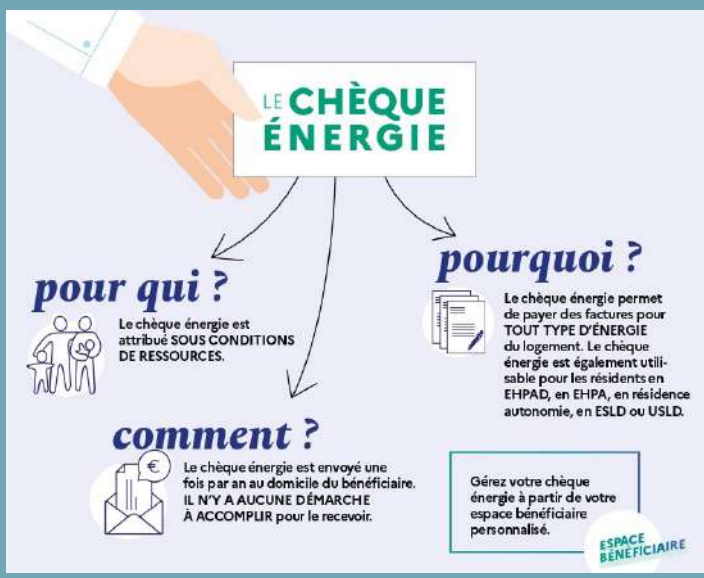 LE CHÈQUE
ÉNERGIE
pour qui ?
Le chèque énergie est
attribué SOUS CONDITIONS
DE RESSOURCES.
pourquoi ?
Le chèque énergie permet
de payer des factures pour
TOUT TYPE D'ÉNERGIE
du logement. Le chèque
énergie est également utili-
sable pour les résidents en
EHPAD, en EHPA, en résidence
autonomie, en ESLD ou USLD.
comment ?
€
Le chèque énergie est envoyé une
fois par an au domicile du bénéficiaire.
IL N'Y A AUCUNE DÉMARCHE
À ACCOMPLIR pour le recevoir.
Gérez votre chèque
énergie à partir de votre
espace bénéficiaire
personnalisé.
ESPACE
BÉNÉFICIAIRE